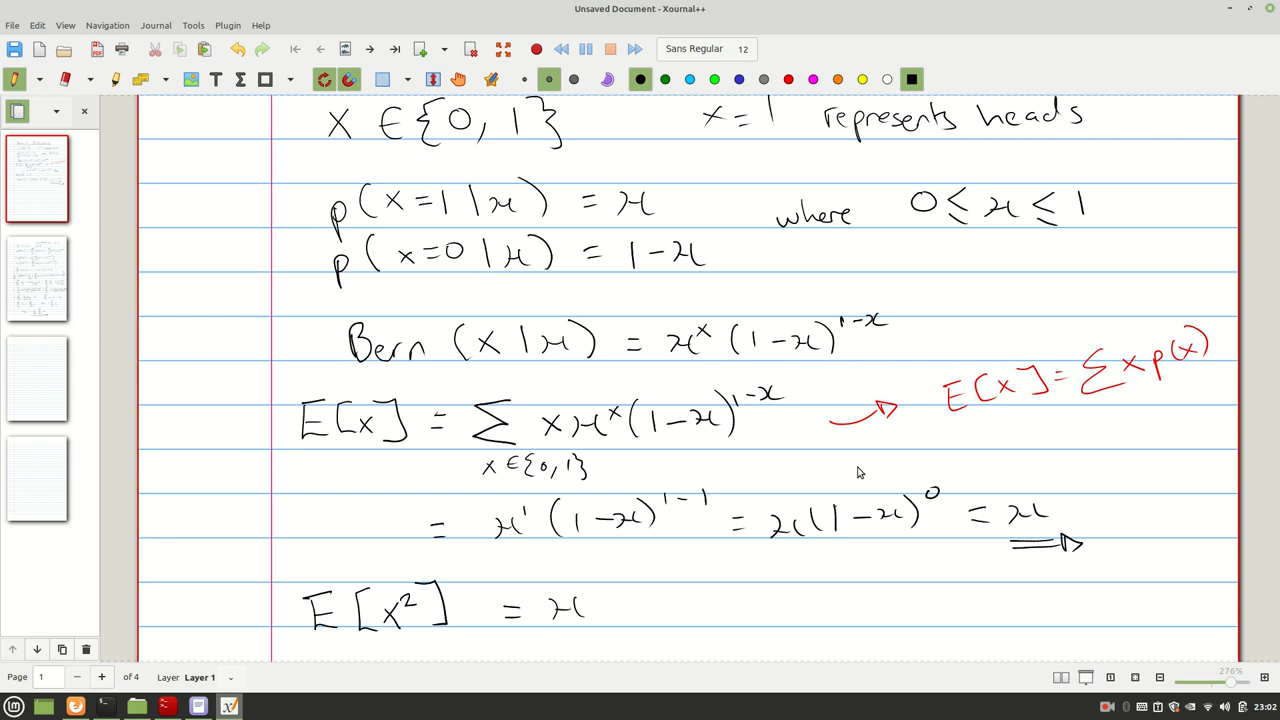 Unsaved Document - Xournal++
File Edit View Navigation Journal Tools Plugin Help
Sans Regular 12
X ∈ {0, 1} x = 1 represents heads
p(x=1|μ) = μ where 0 ≤ μ ≤ 1
p(x=0|μ) = 1-μ
Bern (x|μ) = μ^x (1-μ)^{1-x}
E[x] = Σ x p(x)
E[x] = Σ x μ^x (1-μ)^{1-x}
x ∈ {0, 1}
= μ^1 (1-μ)^{1-1} = μ(1-μ)^0 = μ
E[x^2] = μ
Page 1 of 4 Layer Layer 1 276%
23:02